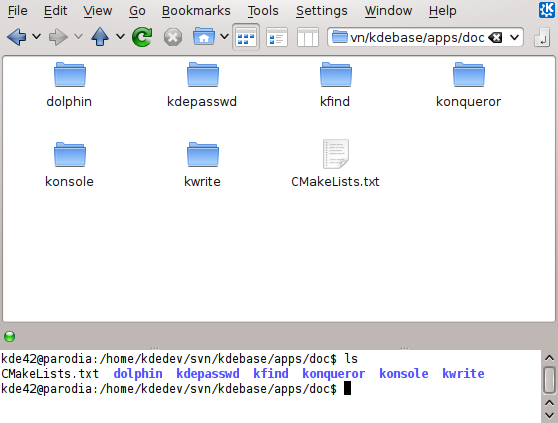 File Edit View Go Bookmarks Tools Settings Window Help
vn/kdebase/apps/doc
dolphin kdepasswd kfind konqueror
konsole kwrite CMakeLists.txt
kde42@parodia:/home/kdedev/svn/kdebase/apps/doc$ ls
CMakeLists.txt dolphin kdepasswd kfind konqueror konsole kwrite
kde42@parodia:/home/kdedev/svn/kdebase/apps/doc$